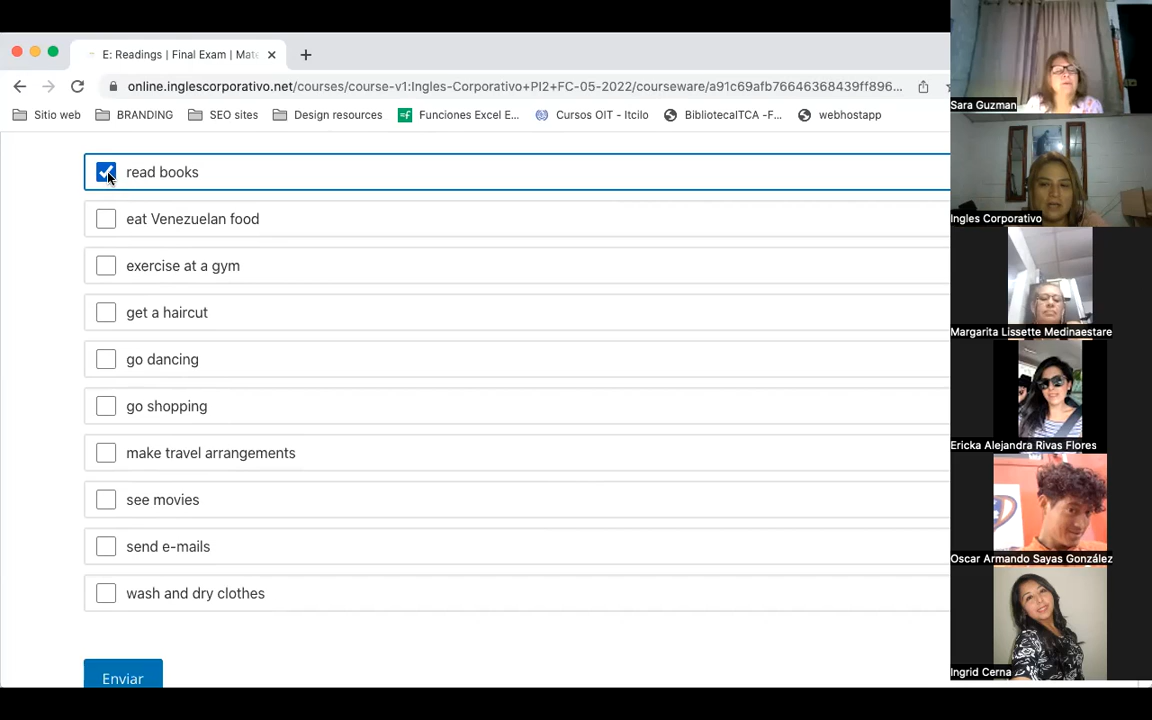 E: Readings | Final Exam | Mate
online.inglescorporativo.net/courses/course-v1:Ingles-Corporativo+PI2+FC-05-2022/courseware/a91c69afb76646368439ff896...
Sitio web BRANDING SEO sites Design resources Funciones Excel E... Cursos OIT - Itcilo BibliotecaITCA -F... webhostapp
read books
eat Venezuelan food
exercise at a gym
get a haircut
go dancing
go shopping
make travel arrangements
see movies
send e-mails
wash and dry clothes
Enviar
Sara Guzman
Ingles Corporativo
Margarita Lissette Medinaestare
Ericka Alejandra Rivas Flores
Oscar Armando Sayas González
Ingrid Cerna